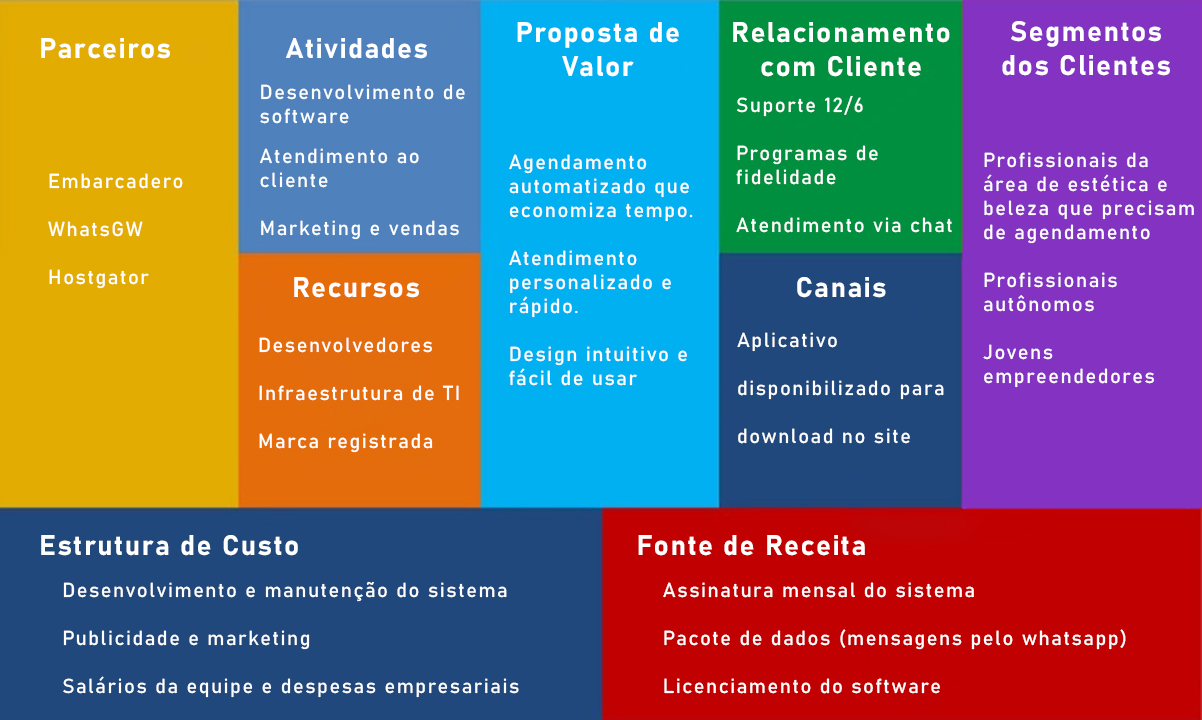 Parceiros
Embarcadero
WhatsGW
Hostgator
Atividades
Desenvolvimento de
software
Atendimento ao
cliente
Marketing e vendas
Recursos
Desenvolvedores
Infraestrutura de TI
Marca registrada
Proposta de
Valor
Agendamento
automatizado que
economiza tempo.
Atendimento
personalizado e
rápido.
Design intuitivo e
fácil de usar
Relacionamento
com Cliente
Suporte 12/6
Programas de
fidelidade
Atendimento via chat
Canais
Aplicativo
disponibilizado para
download no site
Segmentos
dos Clientes
Profissionais da
área de estética e
beleza que precisam
de agendamento
Profissionais
autônomos
Jovens
empreendedores
Estrutura de Custo
Desenvolvimento e manutenção do sistema
Publicidade e marketing
Salários da equipe e despesas empresariais
Fonte de Receita
Assinatura mensal do sistema
Pacote de dados (mensagens pelo whatsapp)
Licenciamento do software